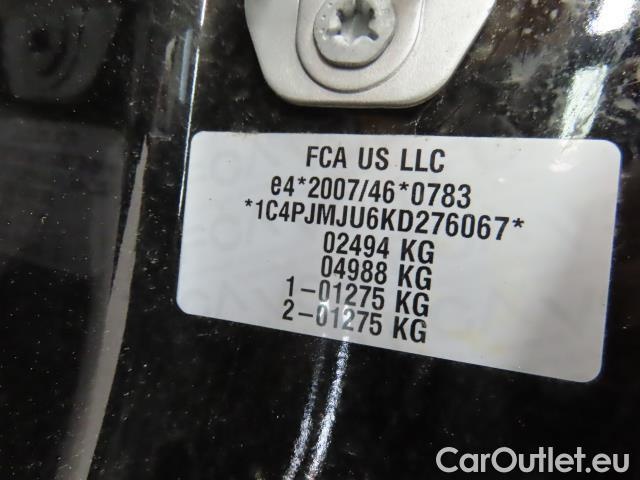 FCA US LLC
e4*2007/46*0783
*1C4PJMJU6KD276067*
02494 KG
04988 KG
1-01275 KG
2-01275 KG
CarOutlet.eu